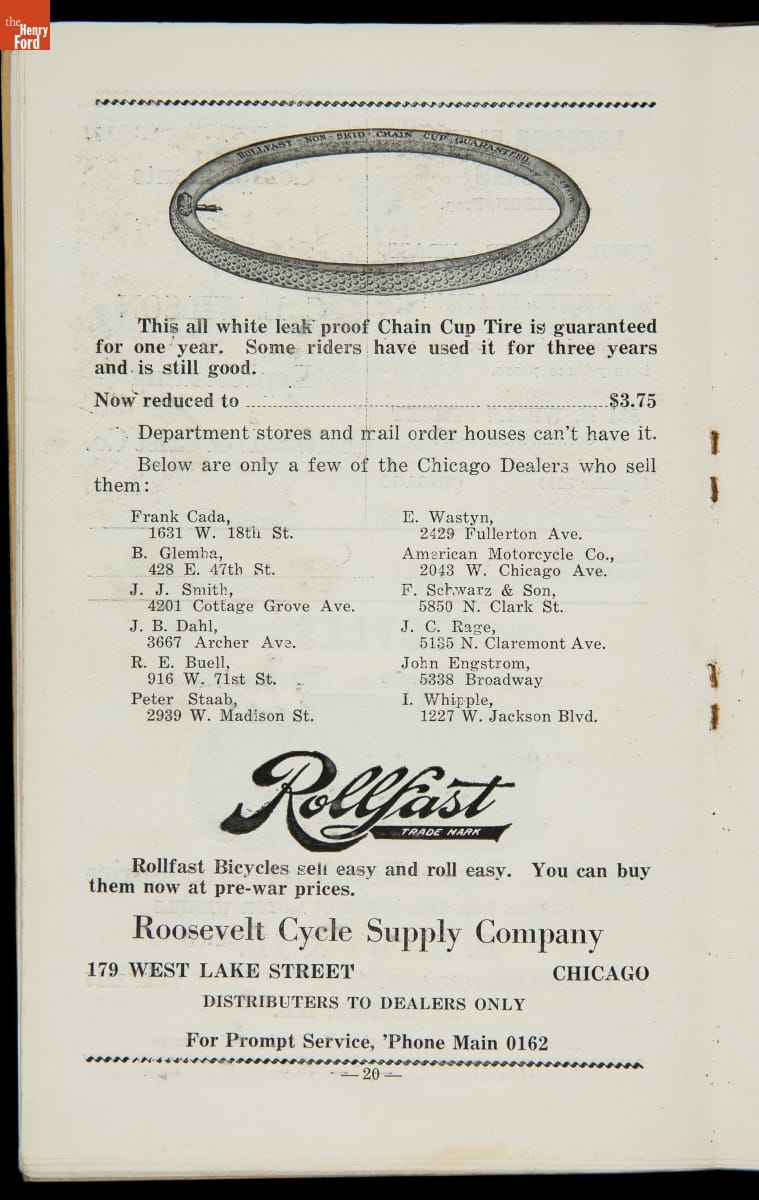 the
Henry
Ford
ROLLFAST NON-SKID CHAIN CUP GUARANTEED
This all white leak proof Chain Cup Tire is guaranteed
for one year. Some riders have used it for three years
and is still good.
Now reduced to ........ $3.75
Department stores and mail order houses can't have it.
Below are only a few of the Chicago Dealers who sell
them:
Frank Cada,
1631 W. 18th St.
B. Glemba,
428 E. 47th St.
J. J. Smith,
4201 Cottage Grove Ave.
J. B. Dahl,
3667 Archer Ave.
R. E. Buell,
916 W. 71st St.
Peter Staab,
2939 W. Madison St.
E. Wastyn,
2429 Fullerton Ave.
American Motorcycle Co.,
2043 W. Chicago Ave.
F. Schwarz & Son,
5850 N. Clark St.
J. C. Rage,
5135 N. Claremont Ave.
John Engstrom,
5338 Broadway
I. Whipple,
1227 W. Jackson Blvd.
Rollfast
TRADE MARK
Rollfast Bicycles sell easy and roll easy. You can buy
them now at pre-war prices.
Roosevelt Cycle Supply Company
179 WEST LAKE STREET CHICAGO
DISTRIBUTERS TO DEALERS ONLY
For Prompt Service, 'Phone Main 0162
—20—